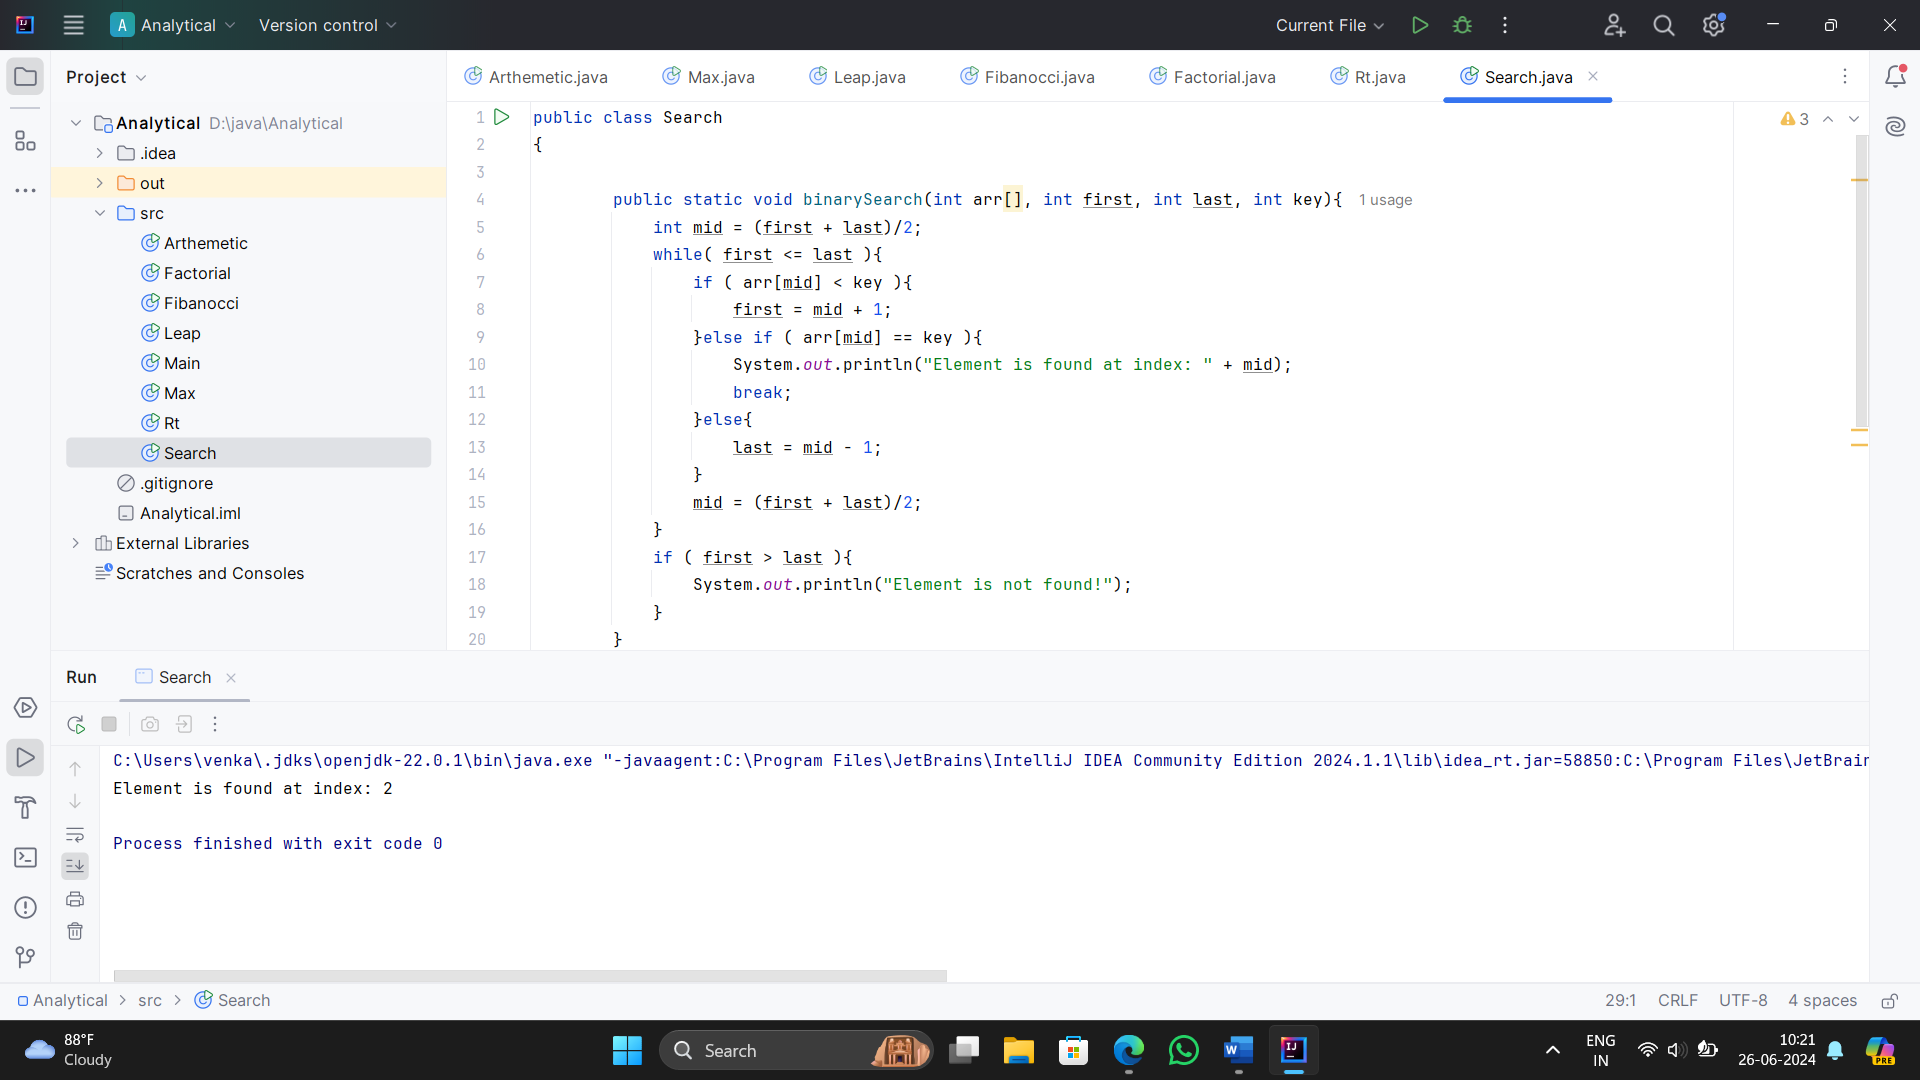 A Analytical Version control Current File
Project
Arthemetic.java Max.java Leap.java Fibanocci.java Factorial.java Rt.java Search.java
Analytical D:\java\Analytical
.idea
out
src
Arthemetic
Factorial
Fibanocci
Leap
Main
Max
Rt
Search
.gitignore
Analytical.iml
External Libraries
Scratches and Consoles
3
1 public class Search
2 {
3
4 public static void binarySearch(int arr[], int first, int last, int key){ 1 usage
5 int mid = (first + last)/2;
6 while( first <= last ){
7 if ( arr[mid] < key ){
8 first = mid + 1;
9 }else if ( arr[mid] == key ){
10 System.out.println("Element is found at index: " + mid);
11 break;
12 }else{
13 last = mid - 1;
14 }
15 mid = (first + last)/2;
16 }
17 if ( first > last ){
18 System.out.println("Element is not found!");
19 }
20 }
Run Search
C:\Users\venka\.jdks\openjdk-22.0.1\bin\java.exe "-javaagent:C:\Program Files\JetBrains\IntelliJ IDEA Community Edition 2024.1.1\lib\idea_rt.jar=58850:C:\Program Files\JetBrain
Element is found at index: 2
Process finished with exit code 0
Analytical > src > Search 29:1 CRLF UTF-8 4 spaces
88°F
Cloudy
Search
ENG
IN
10:21
26-06-2024
PRE